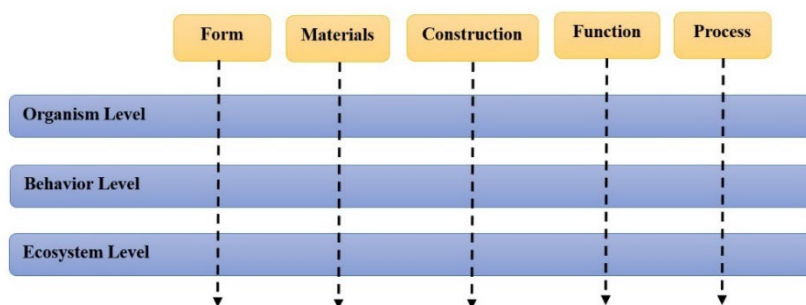 Form
Materials
Construction
Function
Process
Organism Level
Behavior Level
Ecosystem Level